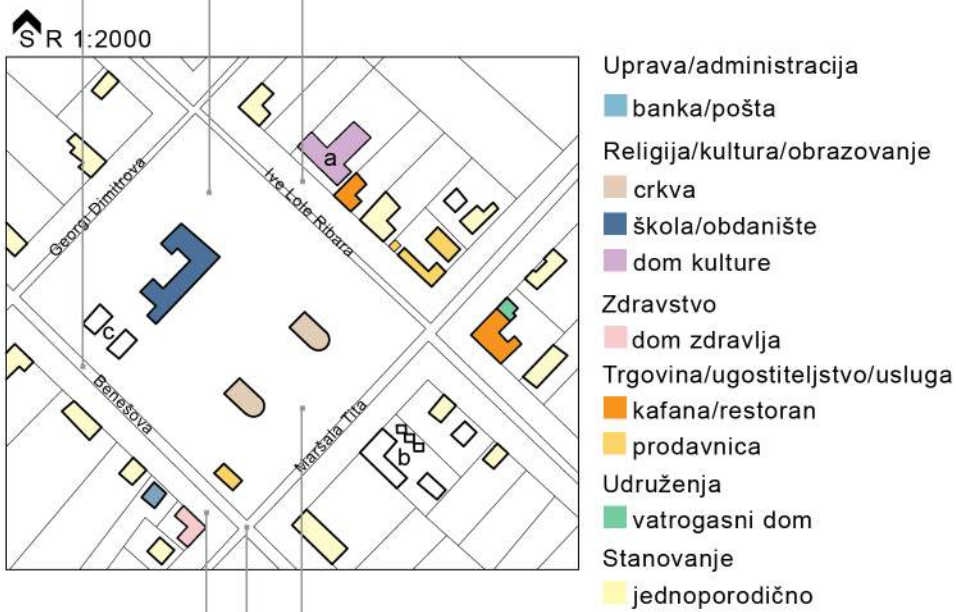 S R 1:2000
Georgi Dimitrova
Ive Lole Ribara
a
c
Benešova
Maršala Tita
b
Uprava/administracija
banka/pošta
Religija/kultura/obrazovanje
crkva
škola/obdanište
dom kulture
Zdravstvo
dom zdravlja
Trgovina/ugostiteljstvo/usluga
kafana/restoran
prodavnica
Udruženja
vatrogasni dom
Stanovanje
jednoporodično